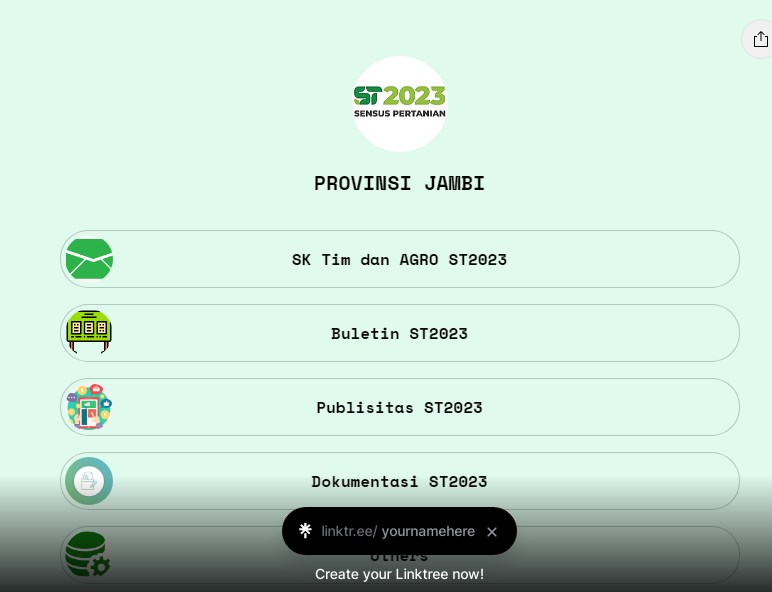 ST2023
SENSUS PERTANIAN
PROVINSI JAMBI
SK Tim dan AGRO ST2023
Buletin ST2023
Publisitas ST2023
Dokumentasi ST2023
linktr.ee/ yournamehere
Others
Create your Linktree now!